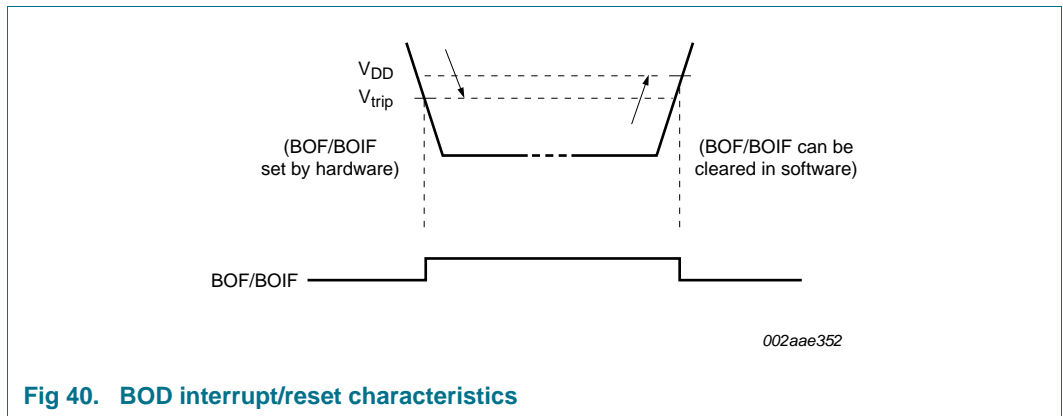 VDD
Vtrip
(BOF/BOIF
set by hardware)
(BOF/BOIF can be
cleared in software)
BOF/BOIF
002aae352
Fig 40. BOD interrupt/reset characteristics